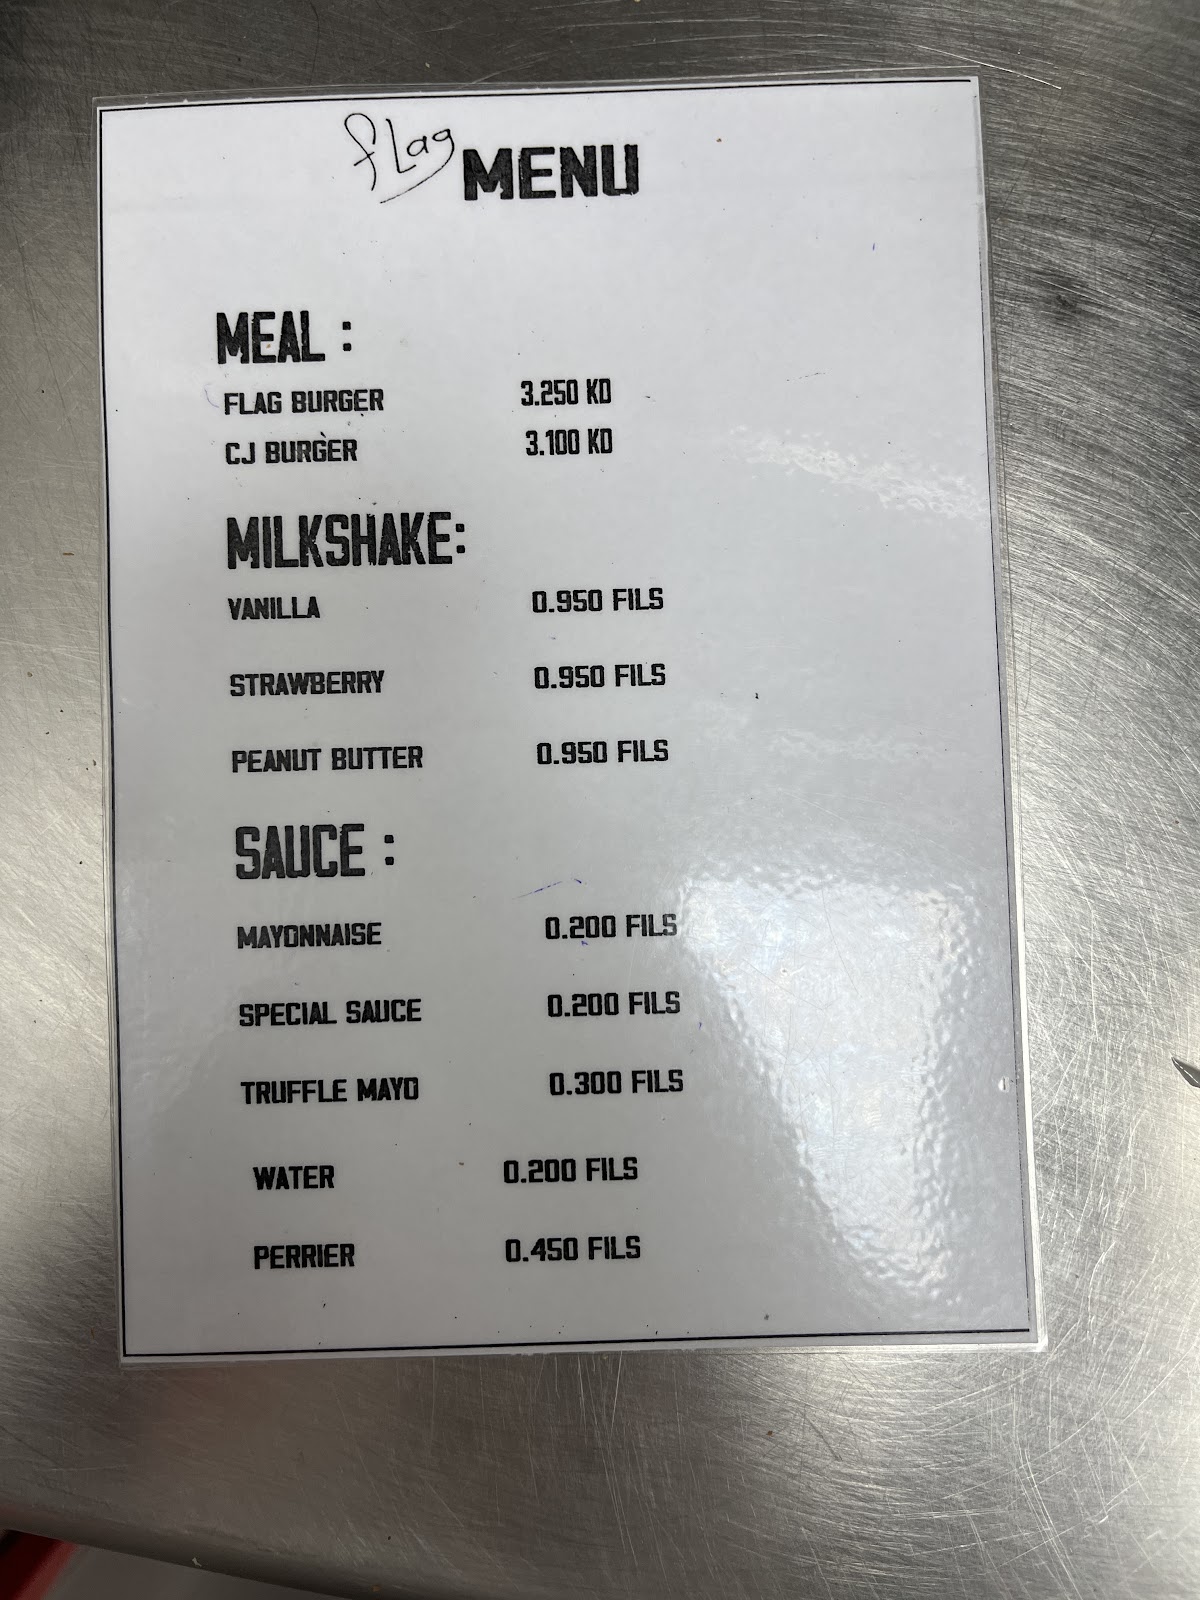 fLag MENU
MEAL :
FLAG BURGER 3.250 KD
CJ BURGER 3.100 KD
MILKSHAKE:
VANILLA 0.950 FILS
STRAWBERRY 0.950 FILS
PEANUT BUTTER 0.950 FILS
SAUCE :
MAYONNAISE 0.200 FILS
SPECIAL SAUCE 0.200 FILS
TRUFFLE MAYO 0.300 FILS
WATER 0.200 FILS
PERRIER 0.450 FILS